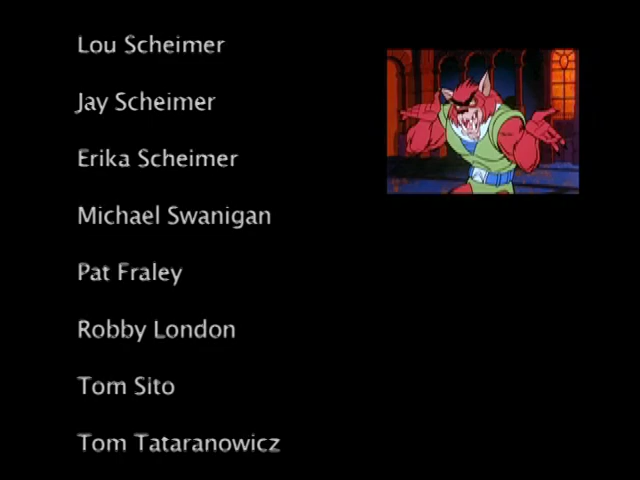 Lou Scheimer
Jay Scheimer
Erika Scheimer
Michael Swanigan
Pat Fraley
Robby London
Tom Sito
Tom Tataranowicz